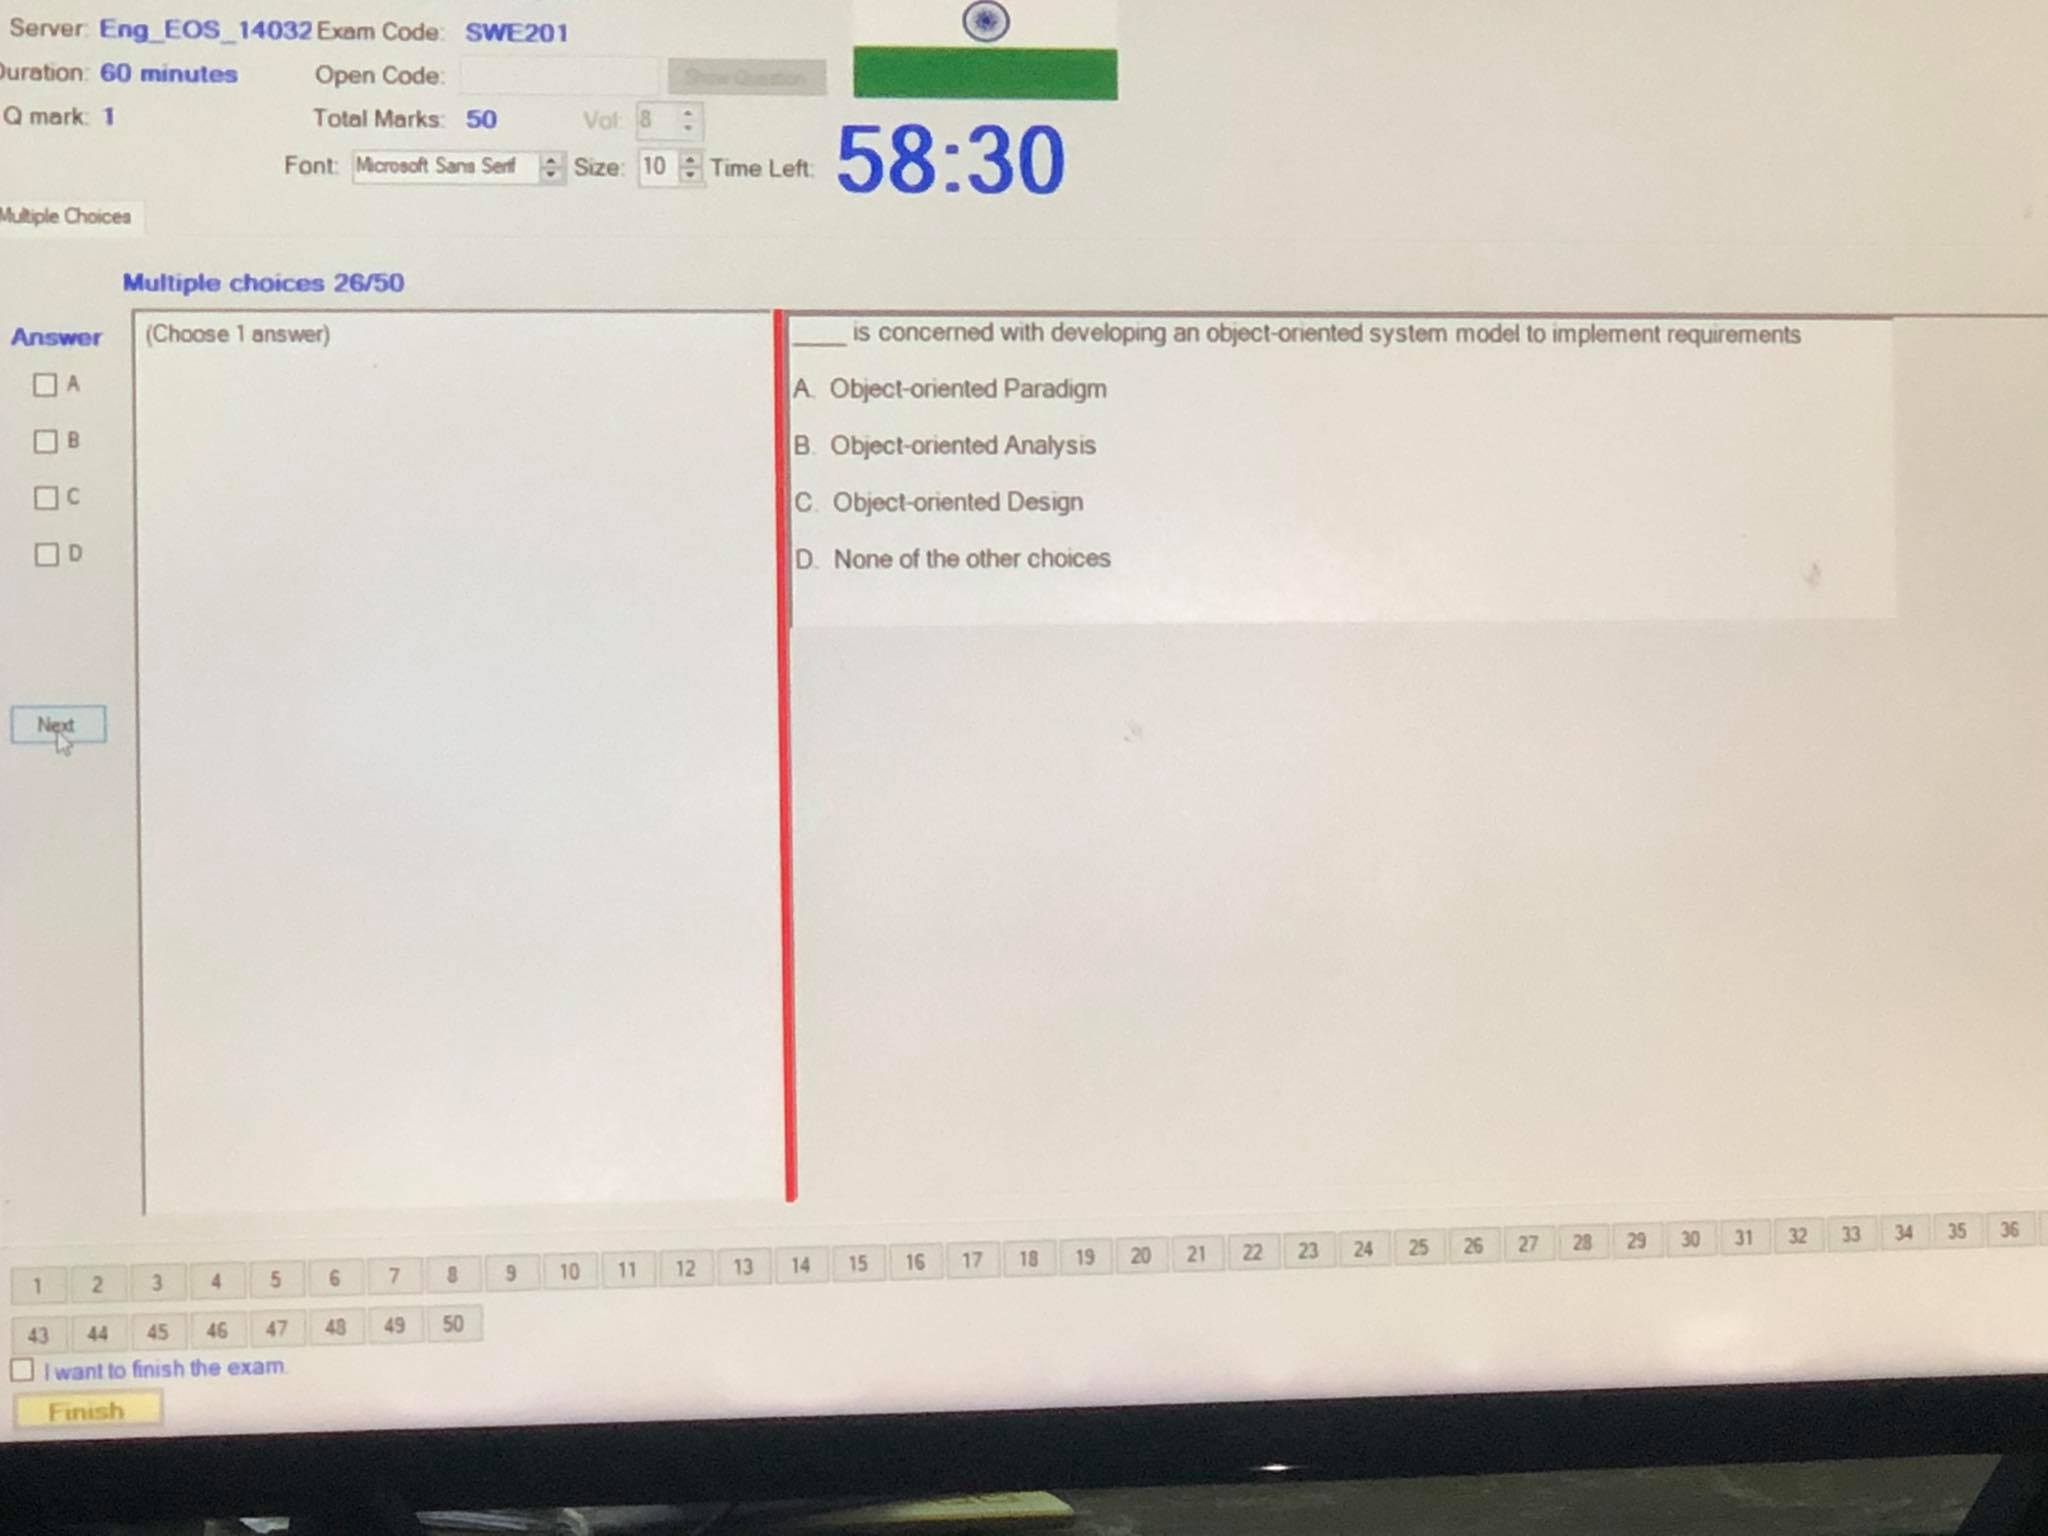 Server: Eng_EOS_14032 Exam Code: SWE201
Duration: 60 minutes Open Code: Show Question
Q mark: 1 Total Marks: 50 Vol: 8
Font: Microsoft Sans Serif Size: 10 Time Left: 58:30
Multiple Choices
Multiple choices 26/50
Answer
A
B
C
D
Next
(Choose 1 answer)
____ is concerned with developing an object-oriented system model to implement requirements
A. Object-oriented Paradigm
B. Object-oriented Analysis
C. Object-oriented Design
D. None of the other choices
1 2 3 4 5 6 7 8 9 10 11 12 13 14 15 16 17 18 19 20 21 22 23 24 25 26 27 28 29 30 31 32 33 34 35 36
43 44 45 46 47 48 49 50
I want to finish the exam.
Finish